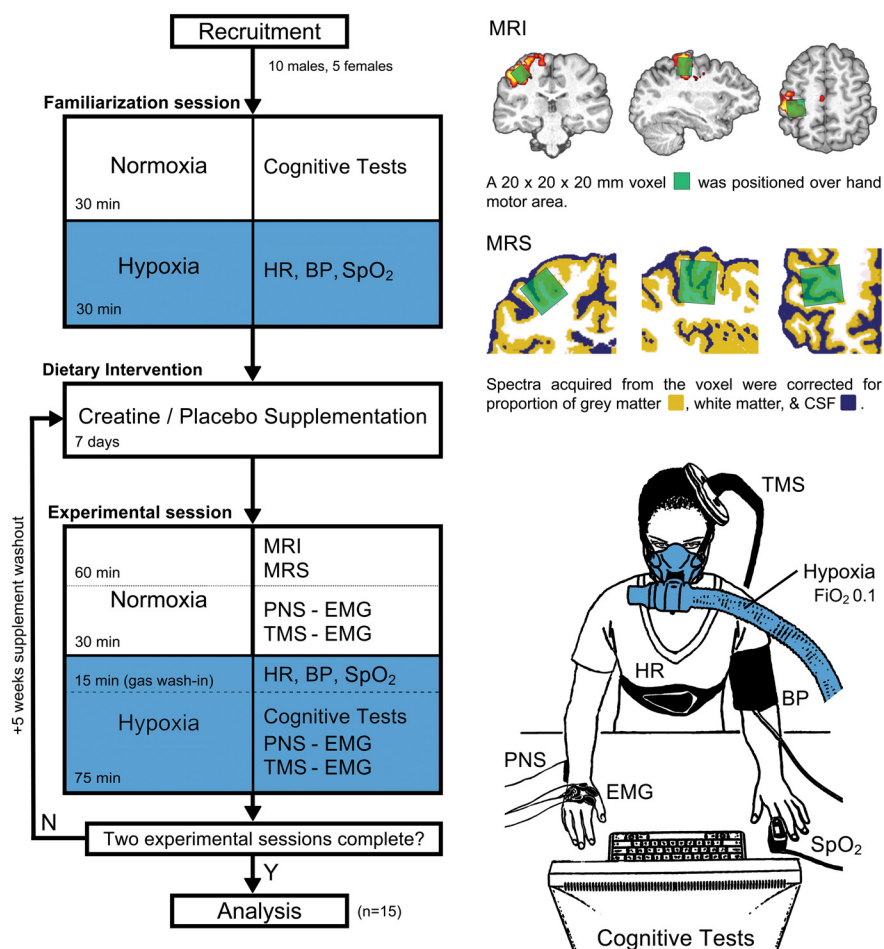 Recruitment
10 males, 5 females
Familiarization session
Normoxia
Cognitive Tests
30 min
Hypoxia
HR, BP, SpO₂
30 min
Dietary Intervention
Creatine / Placebo Supplementation
7 days
+5 weeks supplement washout
Experimental session
MRI
MRS
60 min
Normoxia
PNS - EMG
TMS - EMG
30 min
15 min (gas wash-in)
HR, BP, SpO₂
Hypoxia
Cognitive Tests
PNS - EMG
TMS - EMG
75 min
N
Two experimental sessions complete?
Y
Analysis
(n=15)
MRI
A 20 x 20 x 20 mm voxel was positioned over hand
motor area.
MRS
Spectra acquired from the voxel were corrected for
proportion of grey matter , white matter, & CSF .
TMS
Hypoxia
FiO₂ 0.1
HR
BP
PNS
EMG
SpO₂
Cognitive Tests